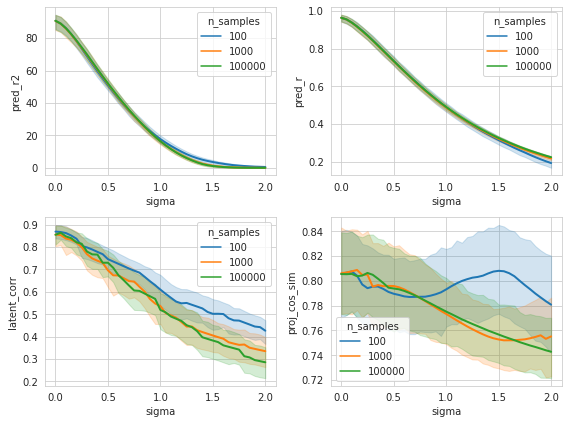 pred_r2
80
60
40
20
0
n_samples
100
1000
100000
0.0 0.5 1.0 1.5 2.0
sigma
pred_r
1.0
0.8
0.6
0.4
0.2
n_samples
100
1000
100000
0.0 0.5 1.0 1.5 2.0
sigma
latent_corr
0.9
0.8
0.7
0.6
0.5
0.4
0.3
0.2
n_samples
100
1000
100000
0.0 0.5 1.0 1.5 2.0
sigma
proj_cos_sim
0.84
0.82
0.80
0.78
0.76
0.74
0.72
n_samples
100
1000
100000
0.0 0.5 1.0 1.5 2.0
sigma